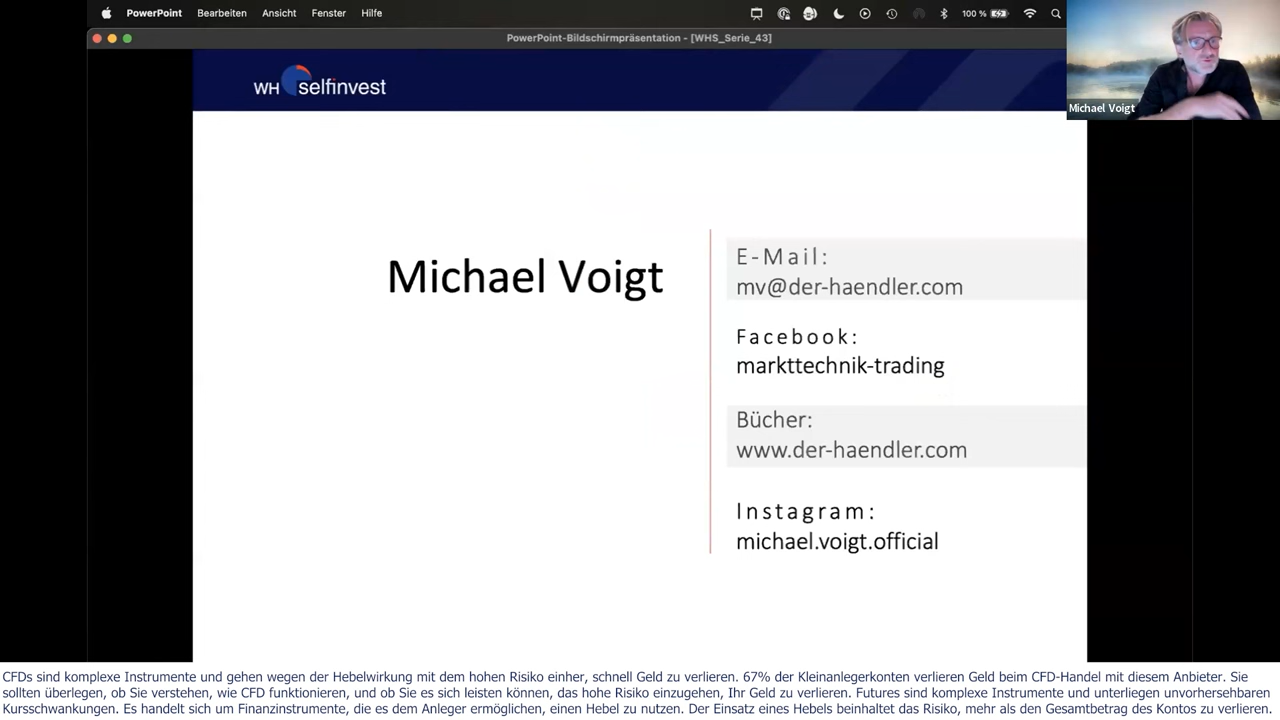 PowerPoint Bearbeiten Ansicht Fenster Hilfe 100 %
PowerPoint-Bildschirmpräsentation - [WHS_Serie_43]
WH selfinvest
Michael Voigt
Michael Voigt
E-Mail:
mv@der-haendler.com
Facebook:
markttechnik-trading
Bücher:
www.der-haendler.com
Instagram:
michael.voigt.official
CFDs sind komplexe Instrumente und gehen wegen der Hebelwirkung mit dem hohen Risiko einher, schnell Geld zu verlieren. 67% der Kleinanlegerkonten verlieren Geld beim CFD-Handel mit diesem Anbieter. Sie
sollten überlegen, ob Sie verstehen, wie CFD funktionieren, und ob Sie es sich leisten können, das hohe Risiko einzugehen, Ihr Geld zu verlieren. Futures sind komplexe Instrumente und unterliegen unvorhersehbaren
Kursschwankungen. Es handelt sich um Finanzinstrumente, die es dem Anleger ermöglichen, einen Hebel zu nutzen. Der Einsatz eines Hebels beinhaltet das Risiko, mehr als den Gesamtbetrag des Kontos zu verlieren.